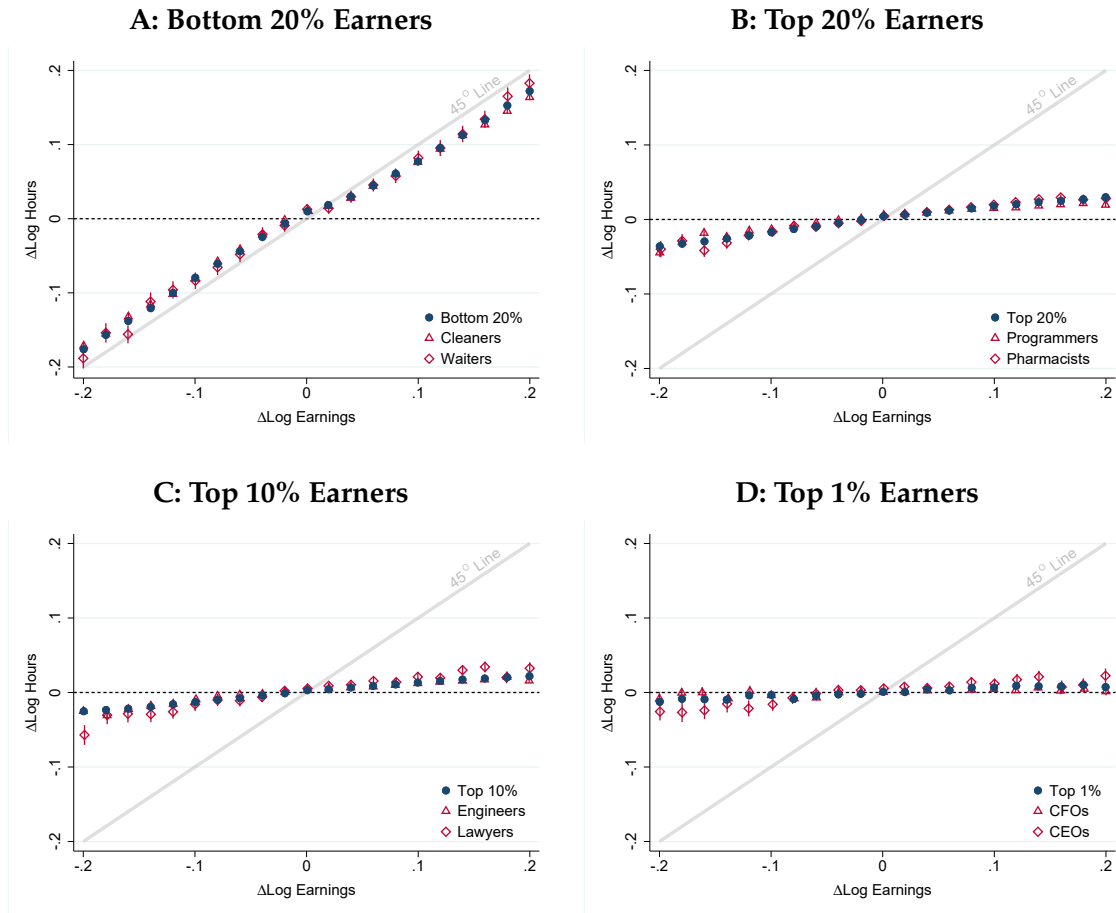 A: Bottom 20% Earners
.2
.1
0
-.1
-.2
ΔLog Hours
45° Line
Bottom 20%
Cleaners
Waiters
-.2 -.1 0 .1 .2
ΔLog Earnings
B: Top 20% Earners
.2
.1
0
-.1
-.2
ΔLog Hours
45° Line
Top 20%
Programmers
Pharmacists
-.2 -.1 0 .1 .2
ΔLog Earnings
C: Top 10% Earners
.2
.1
0
-.1
-.2
ΔLog Hours
45° Line
Top 10%
Engineers
Lawyers
-.2 -.1 0 .1 .2
ΔLog Earnings
D: Top 1% Earners
.2
.1
0
-.1
-.2
ΔLog Hours
45° Line
Top 1%
CFOs
CEOs
-.2 -.1 0 .1 .2
ΔLog Earnings